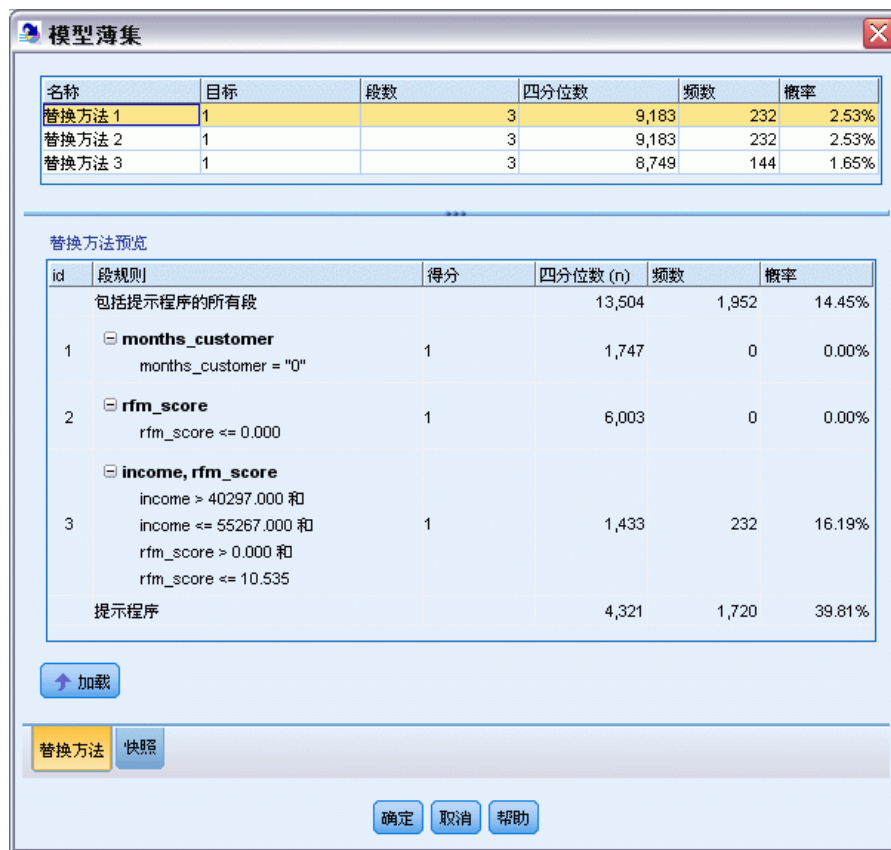 模型薄集
名称 目标 段数 四分位数 频数 概率
替换方法 1 1 3 9,183 232 2.53%
替换方法 2 1 3 9,183 232 2.53%
替换方法 3 1 3 8,749 144 1.65%
替换方法预览
id 段规则 得分 四分位数 (n) 频数 概率
包括提示程序的所有段 13,504 1,952 14.45%
months_customer
1 1 1,747 0 0.00%
months_customer = "0"
rfm_score
2 1 6,003 0 0.00%
rfm_score <= 0.000
income, rfm_score
income > 40297.000 和
3 income <= 55267.000 和 1 1,433 232 16.19%
rfm_score > 0.000 和
rfm_score <= 10.535
提示程序 4,321 1,720 39.81%
加载
替换方法 快照
确定 取消 帮助